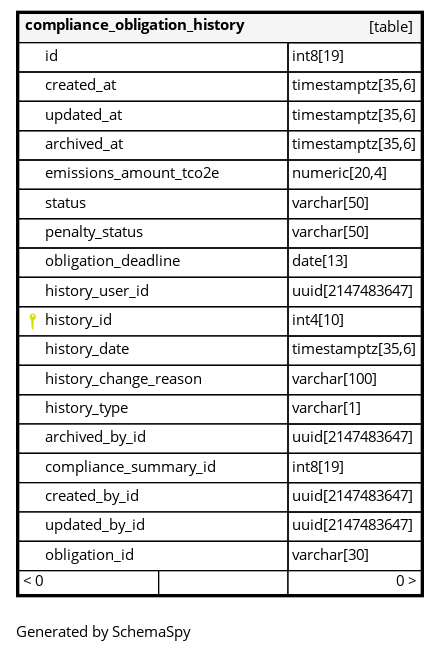 compliance_obligation_history [table]
id int8[19]
created_at timestamptz[35,6]
updated_at timestamptz[35,6]
archived_at timestamptz[35,6]
emissions_amount_tco2e numeric[20,4]
status varchar[50]
penalty_status varchar[50]
obligation_deadline date[13]
history_user_id uuid[2147483647]
history_id int4[10]
history_date timestamptz[35,6]
history_change_reason varchar[100]
history_type varchar[1]
archived_by_id uuid[2147483647]
compliance_summary_id int8[19]
created_by_id uuid[2147483647]
updated_by_id uuid[2147483647]
obligation_id varchar[30]
< 0 0 >
Generated by SchemaSpy